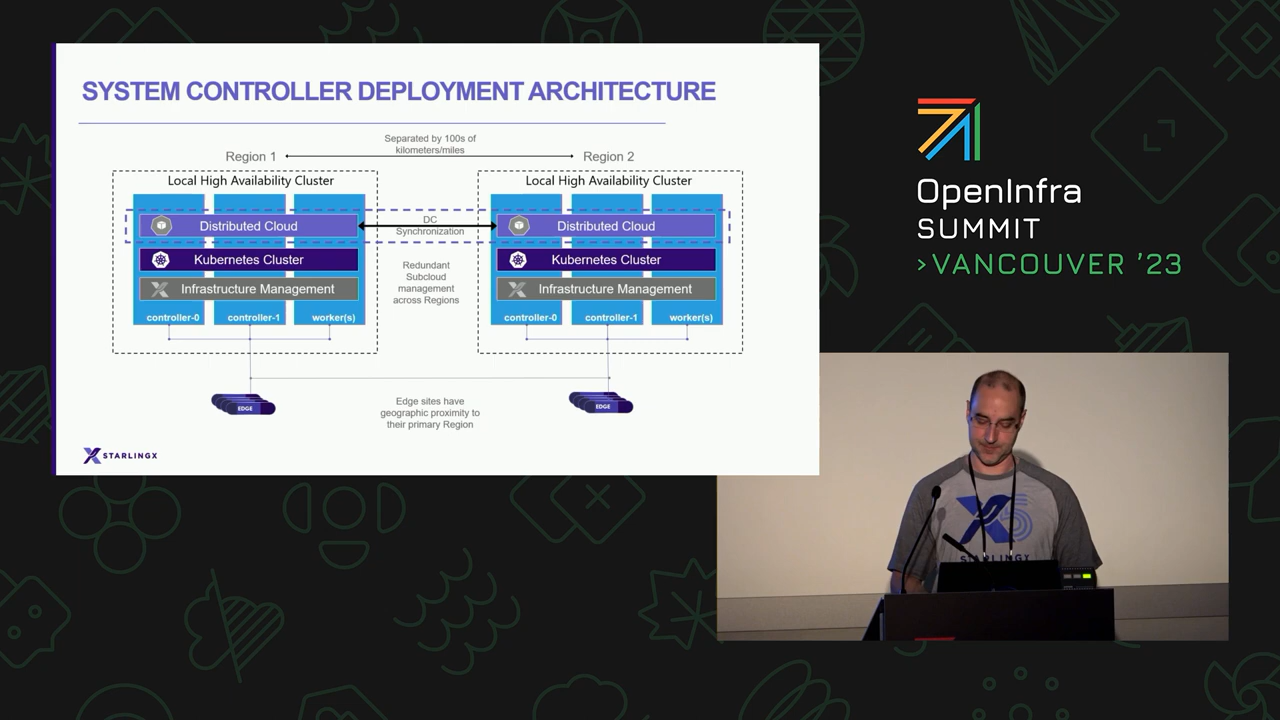 SYSTEM CONTROLLER DEPLOYMENT ARCHITECTURE
Separated by 100s of
kilometers/miles
Region 1
Region 2
Local High Availability Cluster
Local High Availability Cluster
Distributed Cloud
DC
Synchronization
Distributed Cloud
Kubernetes Cluster
Redundant
Subcloud
management
across Regions
Kubernetes Cluster
Infrastructure Management
Infrastructure Management
controller-0
controller-1
worker(s)
controller-0
controller-1
worker(s)
EDGE
EDGE
Edge sites have
geographic proximity to
their primary Region
STARLINGX
OpenInfra
SUMMIT
>VANCOUVER '23
STARLINGX